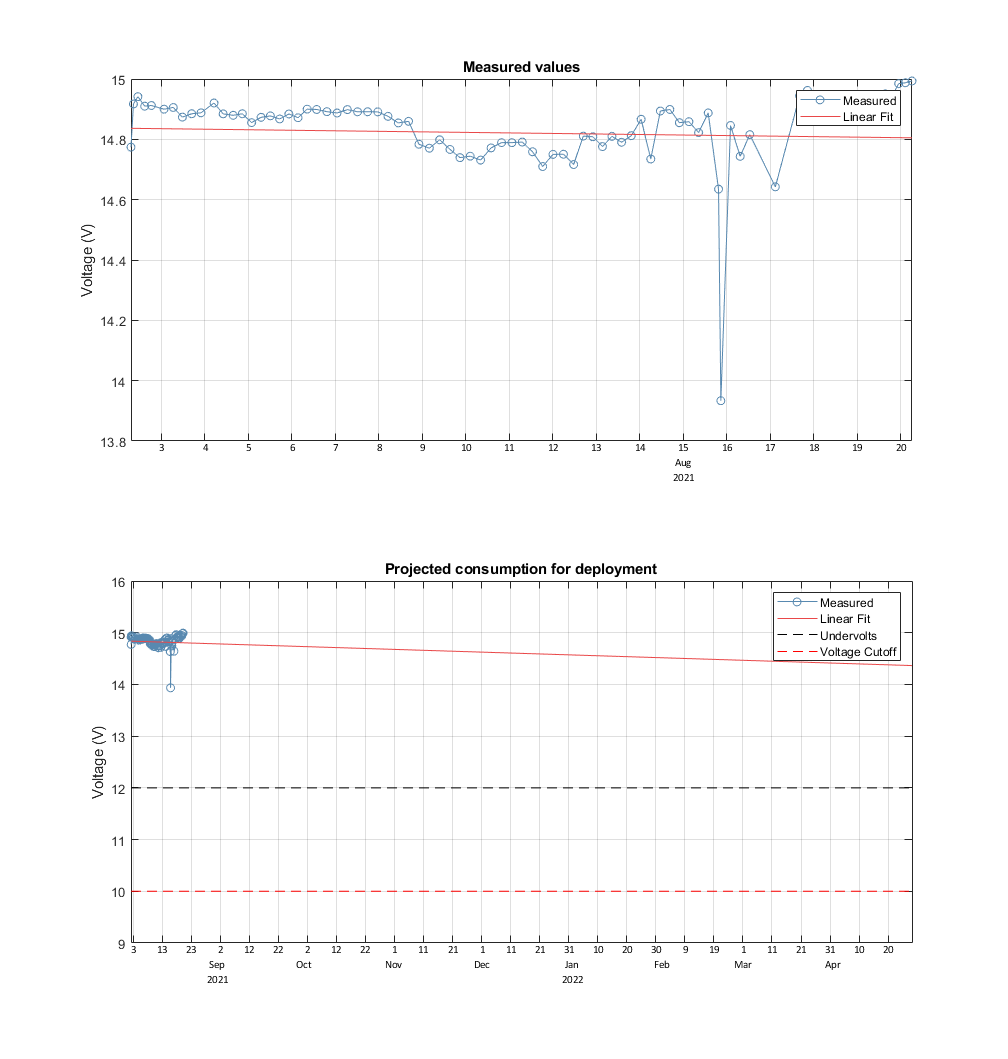 Measured values
Voltage (V)
15
14.8
14.6
14.4
14.2
14
13.8
Measured
Linear Fit
3 4 5 6 7 8 9 10 11 12 13 14 15 16 17 18 19 20
Aug
2021
Projected consumption for deployment
Voltage (V)
16
15
14
13
12
11
10
9
Measured
Linear Fit
Undervolts
Voltage Cutoff
3 13 23 2 12 22 2 12 22 1 11 21 1 11 21 31 10 20 30 9 19 1 11 21 31 10 20
Sep Oct Nov Dec Jan Feb Mar Apr
2021 2022